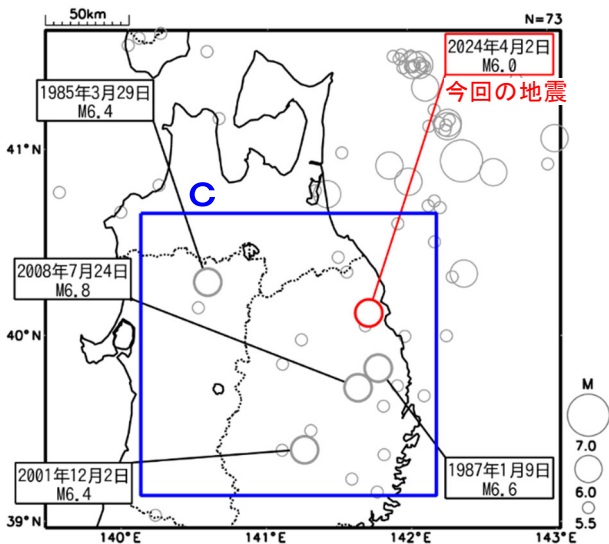 50km
N=73
2024年4月2日
M6.0
今回の地震
1985年3月29日
M6.4
41°N
C
2008年7月24日
M6.8
40°N
M
7.0
6.0
5.5
2001年12月2日
M6.4
1987年1月9日
M6.6
39°N
140°E
141°E
142°E
143°E